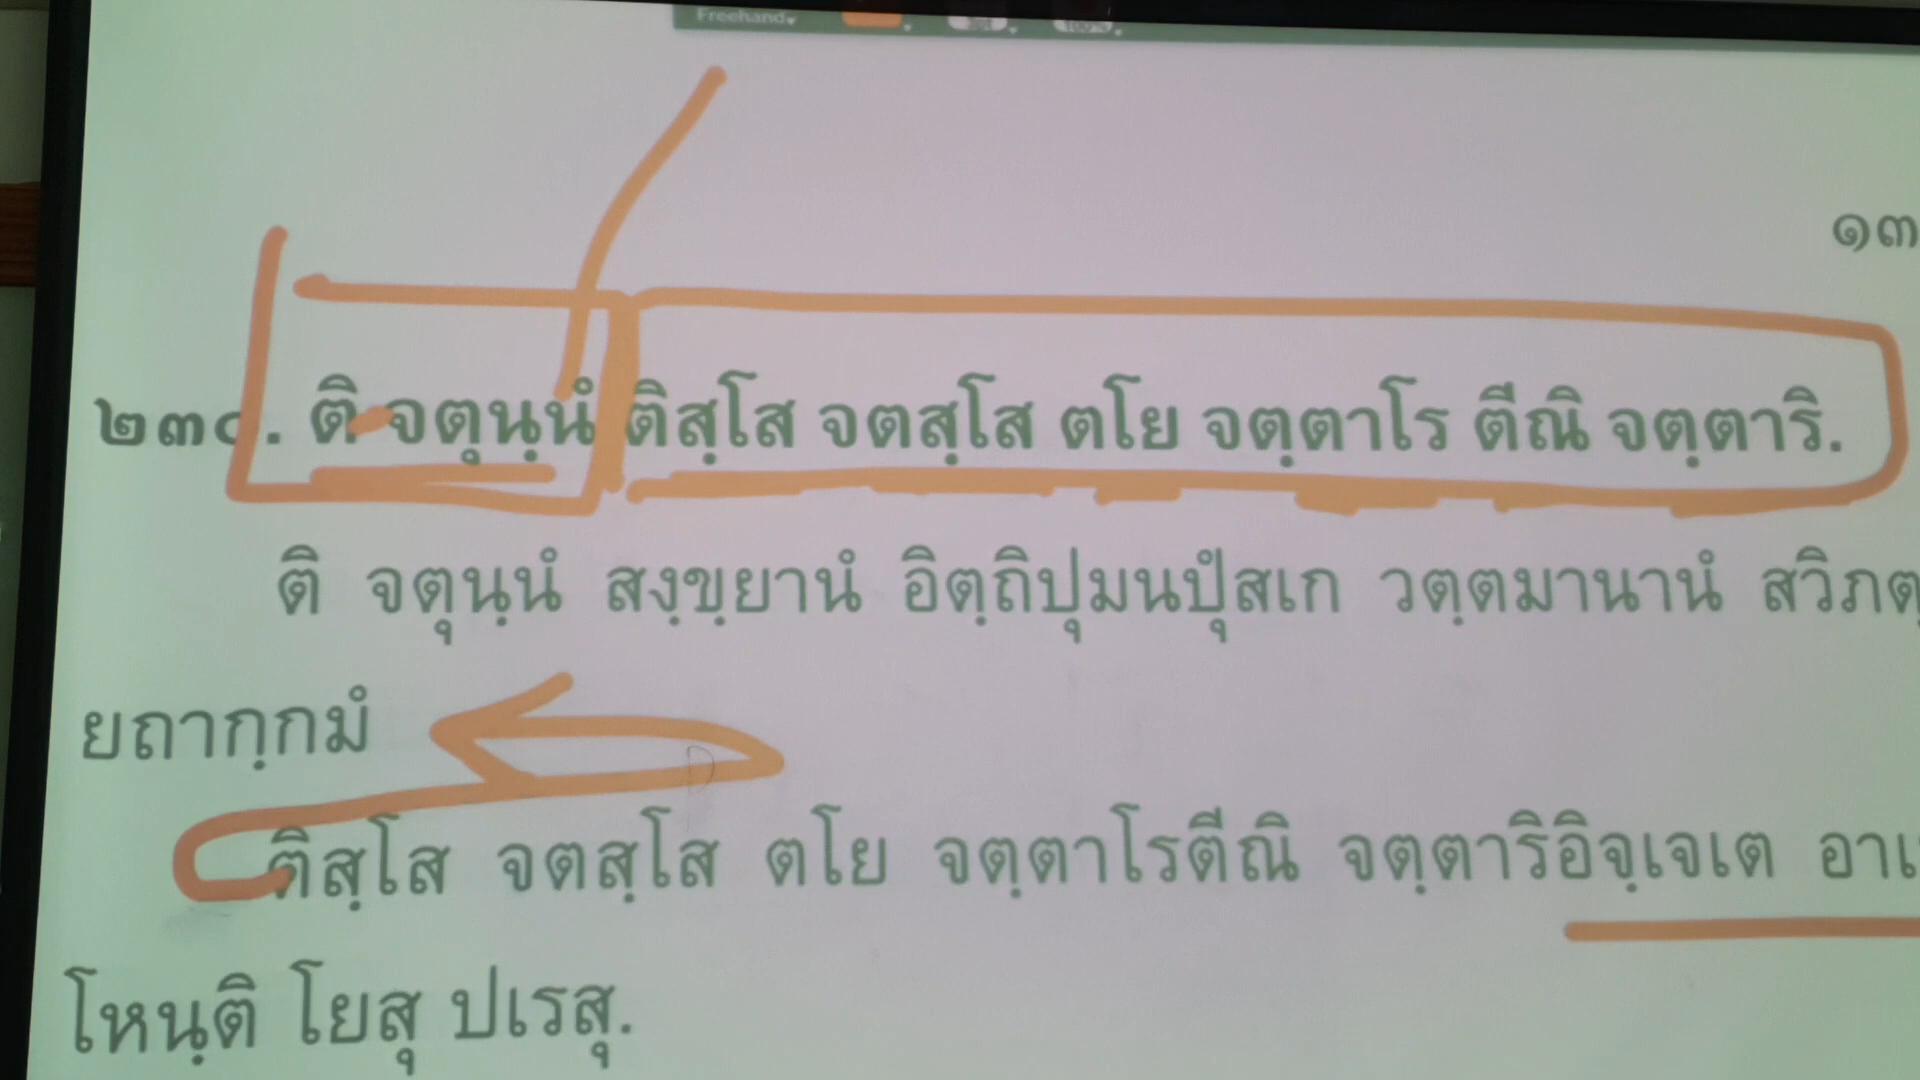 Freehand
100%
๑๓
๒๓๐. ติ จตุนฺนํ ติสฺโส จตสฺโส ตโย จตฺตาโร ตีณิ จตฺตาริ.
ติ จตุนฺนํ สงฺขฺยานํ อิตฺถิปุมนปุํสเก วตฺตมานานํ สวิภตฺ
ยถากฺกมํ
ติสฺโส จตสฺโส ตโย จตฺตาโรตีณิ จตฺตาริอิจฺเจเต อาเ
โหนฺติ โยสุ ปเรสุ.